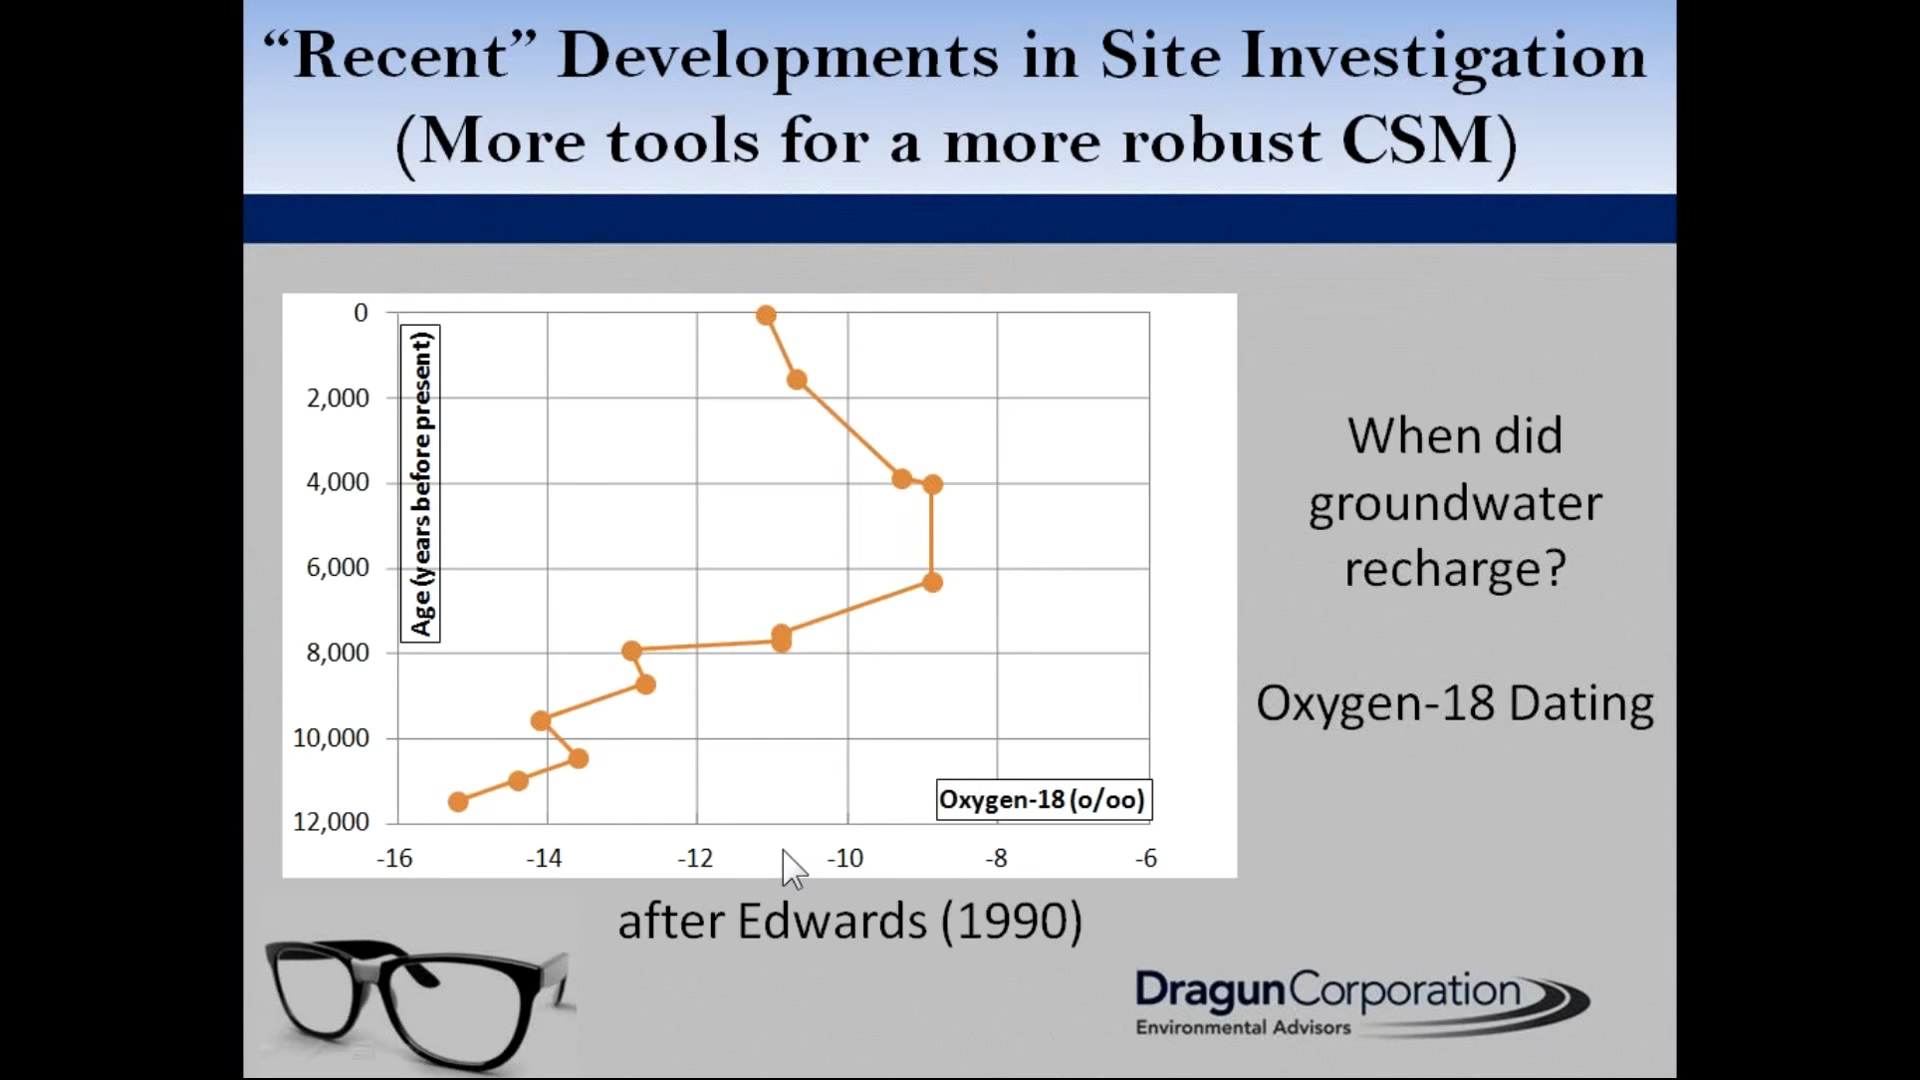 “Recent” Developments in Site Investigation
(More tools for a more robust CSM)
0
2,000
4,000
6,000
8,000
10,000
12,000
Age (years before present)
Oxygen-18 (o/oo)
-16
-14
-12
-10
-8
-6
When did
groundwater
recharge?
Oxygen-18 Dating
after Edwards (1990)
DragunCorporation
Environmental Advisors